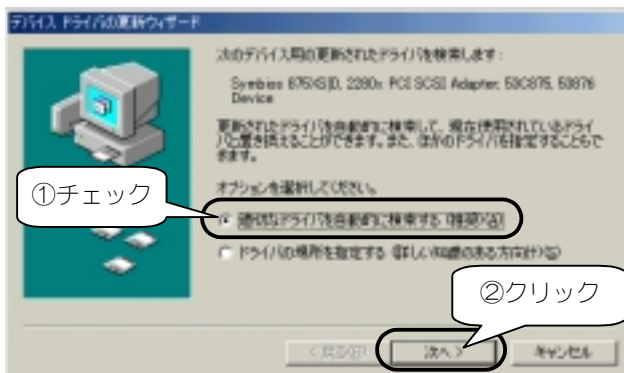 デバイス ドライバの更新ウィザード
次のデバイス用の更新されたドライバを検索します:
Symbios 875XS|D, 2280x PCI SCSI Adapter; 53C875, 53876
Device
更新されたドライバを自動的に検索して、現在使用されているドライ
バと置き換えることができます。また、ほかのドライバを指定することもで
きます。
オプションを選択してください。
①チェック
適切なドライバを自動的に検索する (推奨)(A)
ドライバの場所を指定する (詳しい知識のある方向け)(S)
②クリック
< 戻る(B)
次へ >
キャンセル